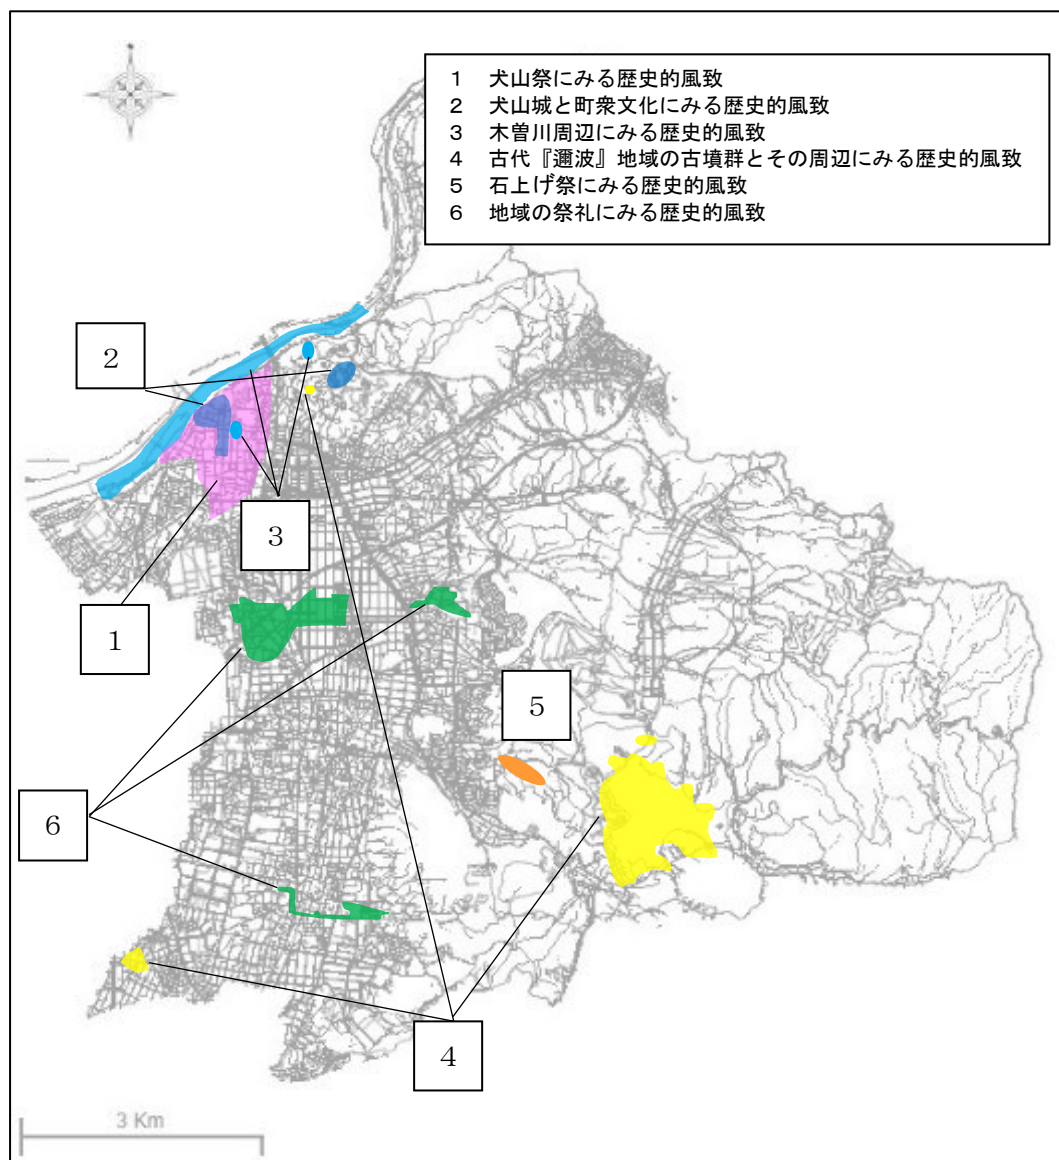 １　犬山祭にみる歴史的風致
２　犬山城と町衆文化にみる歴史的風致
３　木曽川周辺にみる歴史的風致
４　古代『邇波』地域の古墳群とその周辺にみる歴史的風致
５　石上げ祭にみる歴史的風致
６　地域の祭礼にみる歴史的風致
2
3
1
5
6
4
3 Km